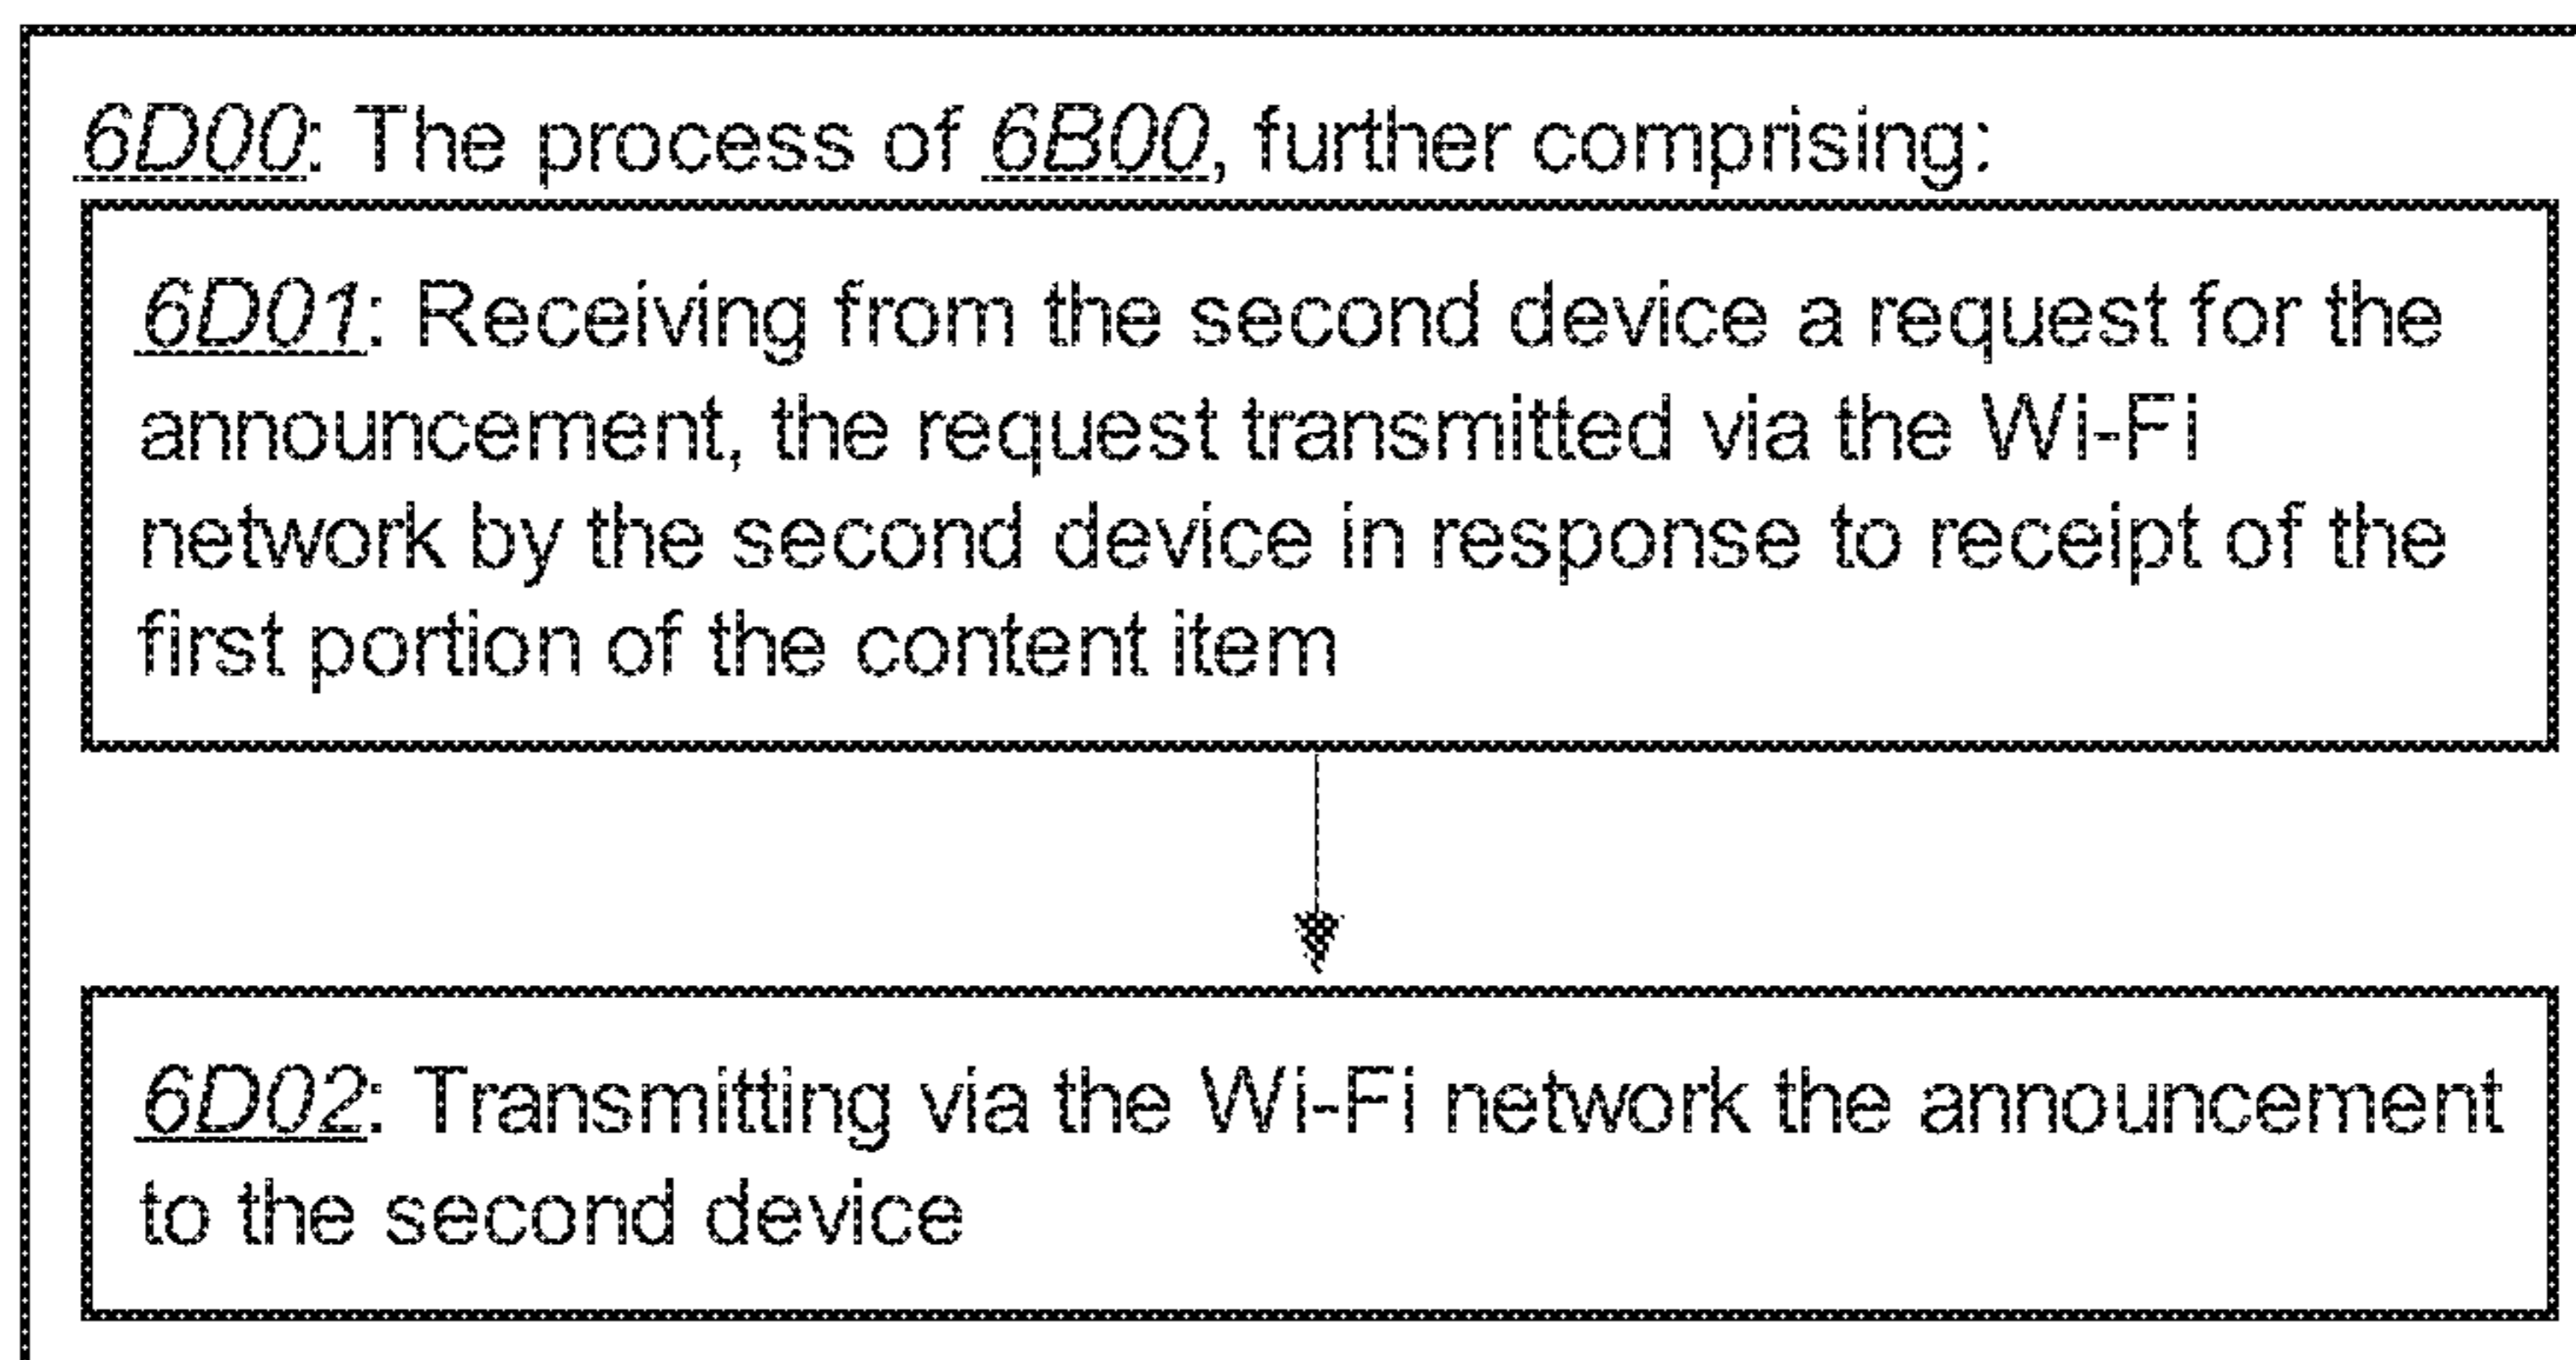 6D00: The process of 6B00, further comprising:
6D01: Receiving from the second device a request for the
announcement, the request transmitted via the Wi-Fi
network by the second device in response to receipt of the
first portion of the content item
6D02: Transmitting via the Wi-Fi network the announcement
to the second device